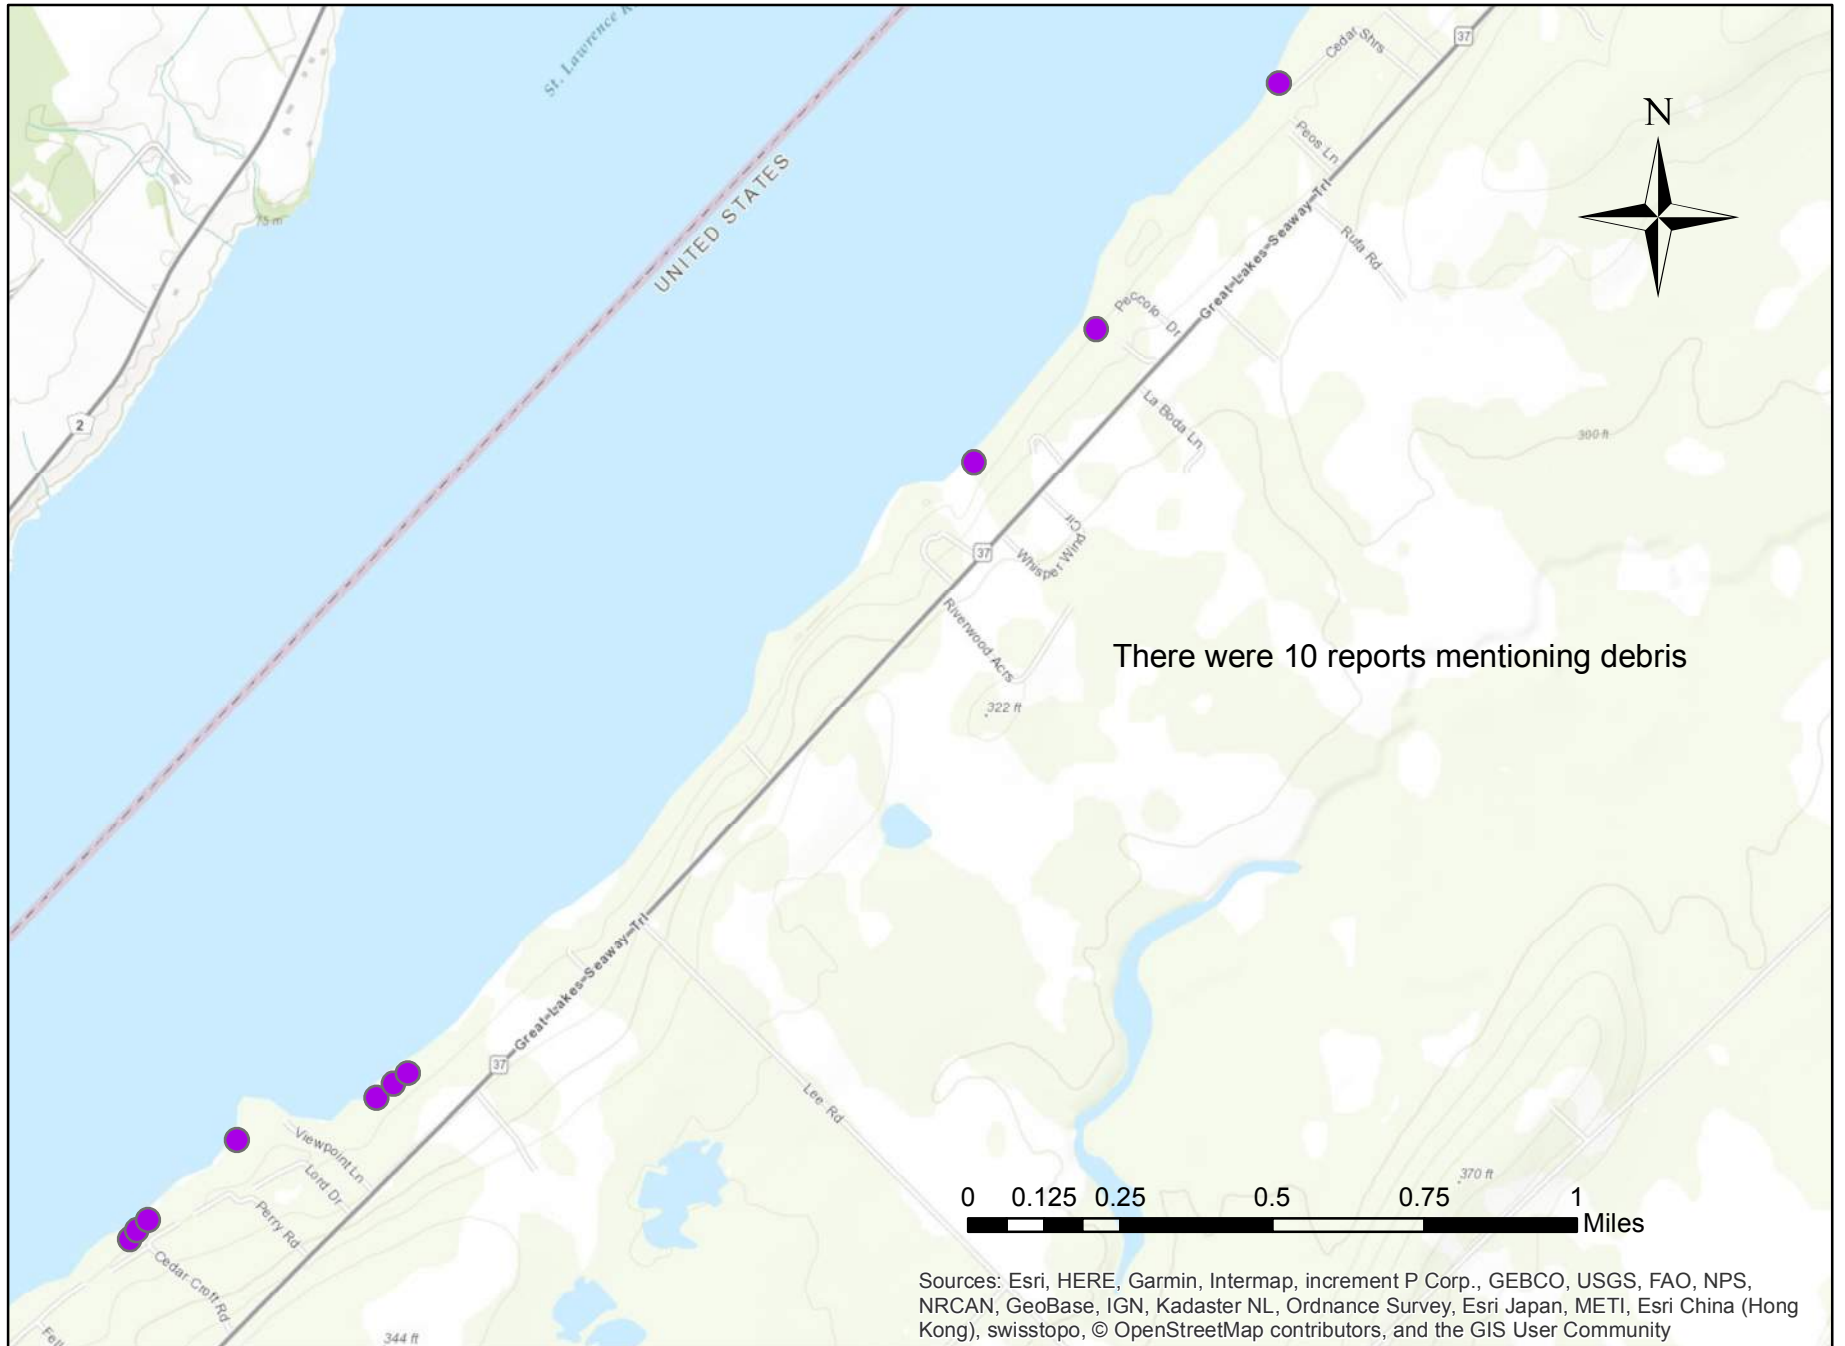 St. Lawrence
37
Cedar Shrs
N
Peos Ln
75 m
UNITED STATES
Great-Lakes-Seaway-Trl
Rufa Rd
Peccolo Dr
2
La Boda Ln
300 ft
37
Whisper Wind Cir
Riverwood Acrs
There were 10 reports mentioning debris
322 ft
Great-Lakes-Seaway-Trl
37
Lee Rd
Viewpoint Ln
Lord Dr
Perry Rd
370 ft
0 0.125 0.25 0.5 0.75 1
Miles
Cedar Croft Rd
Sources: Esri, HERE, Garmin, Intermap, increment P Corp., GEBCO, USGS, FAO, NPS,
NRCAN, GeoBase, IGN, Kadaster NL, Ordnance Survey, Esri Japan, METI, Esri China (Hong
Kong), swisstopo, © OpenStreetMap contributors, and the GIS User Community
344 ft